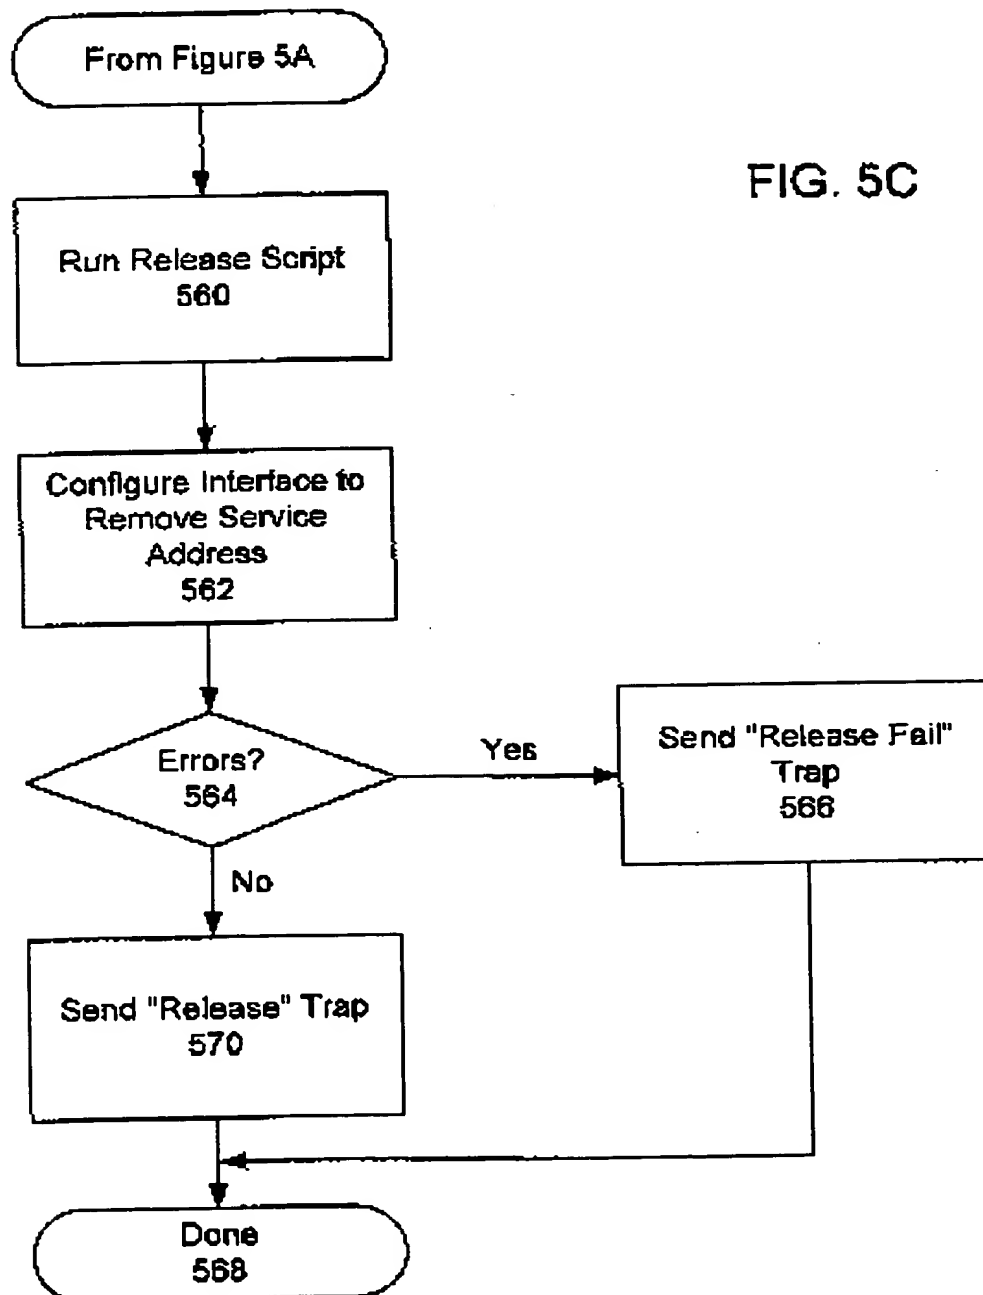 From Figure 5A
FIG. 5C
Run Release Script
560
Configure Interface to
Remove Service
Address
562
Errors?
564
Yes
Send "Release Fail"
Trap
566
No
Send "Release" Trap
570
Done
568